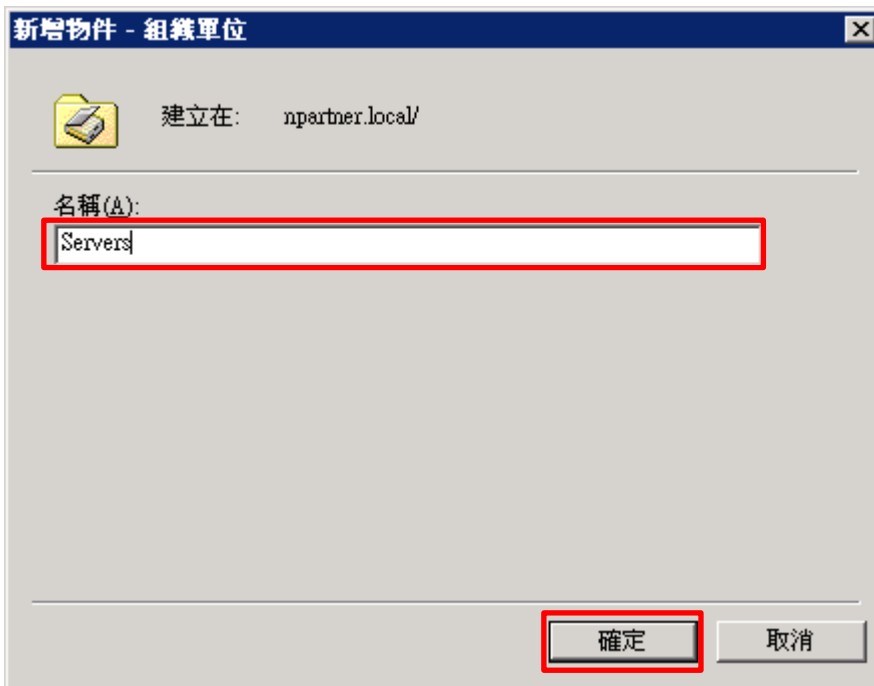 新增物件 - 組織單位
建立在: npartner.local/
名稱(A):
Servers
確定 取消